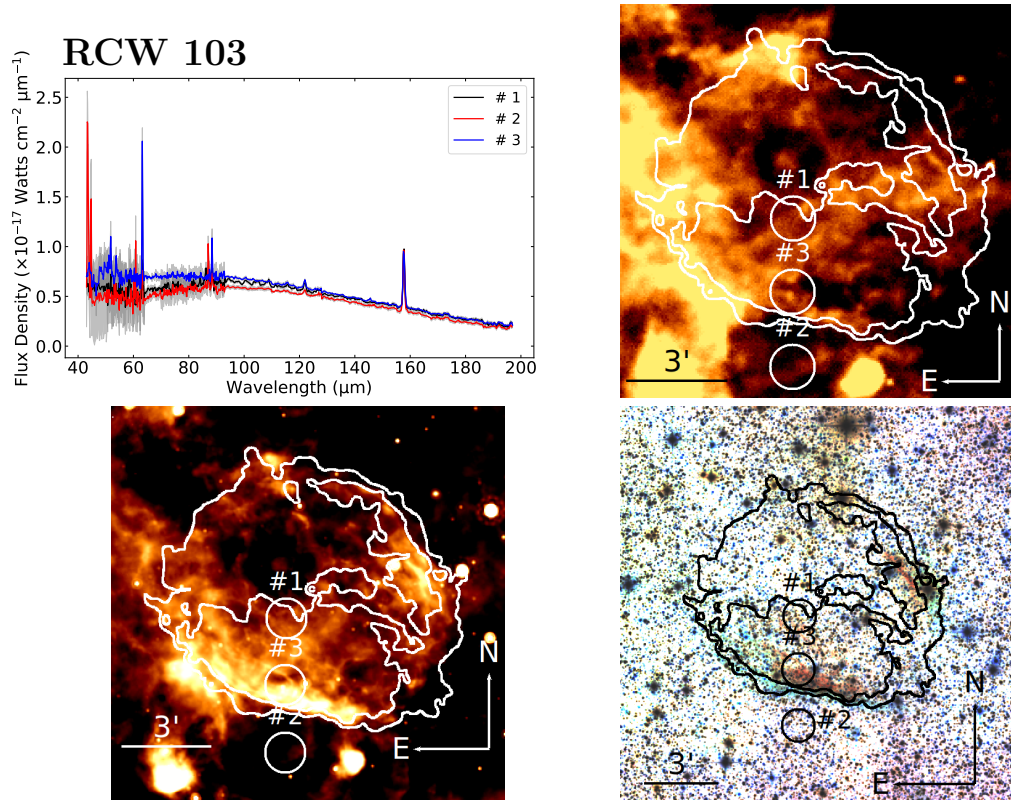 RCW 103
Flux Density (×10⁻¹⁷ Watts cm⁻² μm⁻¹)
2.5
2.0
1.5
1.0
0.5
0.0
# 1
# 2
# 3
40 60 80 100 120 140 160 180 200
Wavelength (μm)
#1
#3
#2
3'
N
E
#1
#3
#2
3'
N
E
#1
#3
#2
3'
N
E